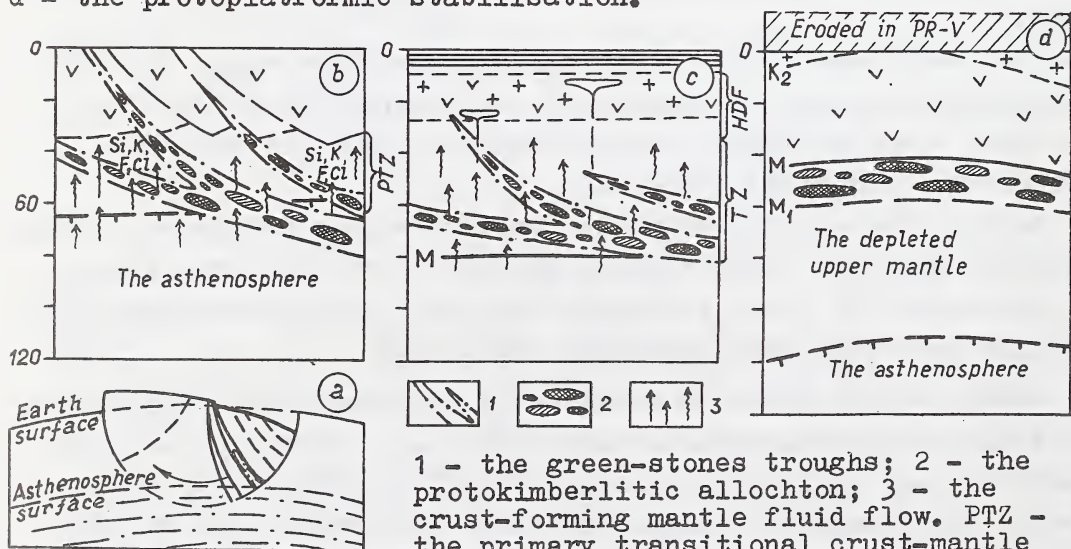 d - the protoplatformic stabilisation.
0
b
Si,K,
F,Cl
Si,K,
F,Cl
60
The asthenosphere
120
PTZ
0
c
M
HDF
TZ
Eroded in PR-V
d
K2
M
M1
The depleted
upper mantle
The asthenosphere
a
Earth
surface
Asthenosphere
surface
1
2
3
1 - the green-stones troughs; 2 - the
protokimberlitic allochton; 3 - the
crust-forming mantle fluid flow. PTZ -
the primary transitional crust-mantle